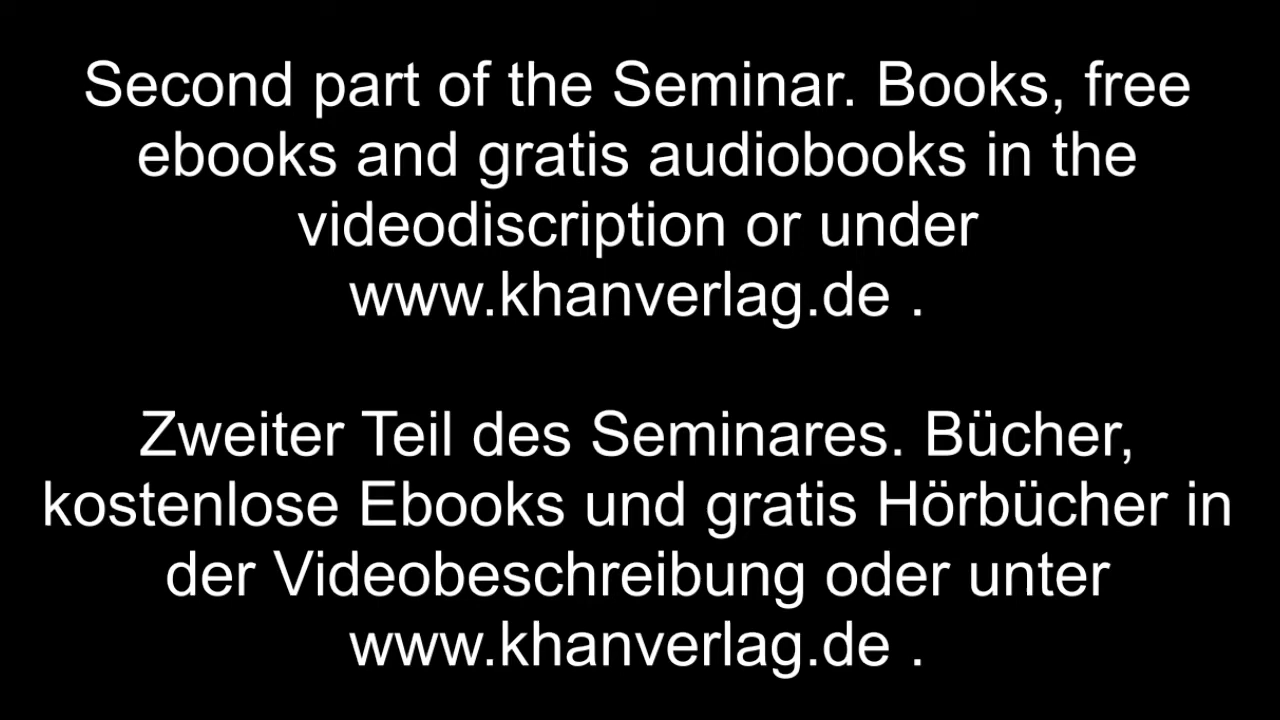 Second part of the Seminar. Books, free
ebooks and gratis audiobooks in the
videodiscription or under
www.khanverlag.de .
Zweiter Teil des Seminares. Bücher,
kostenlose Ebooks und gratis Hörbücher in
der Videobeschreibung oder unter
www.khanverlag.de .